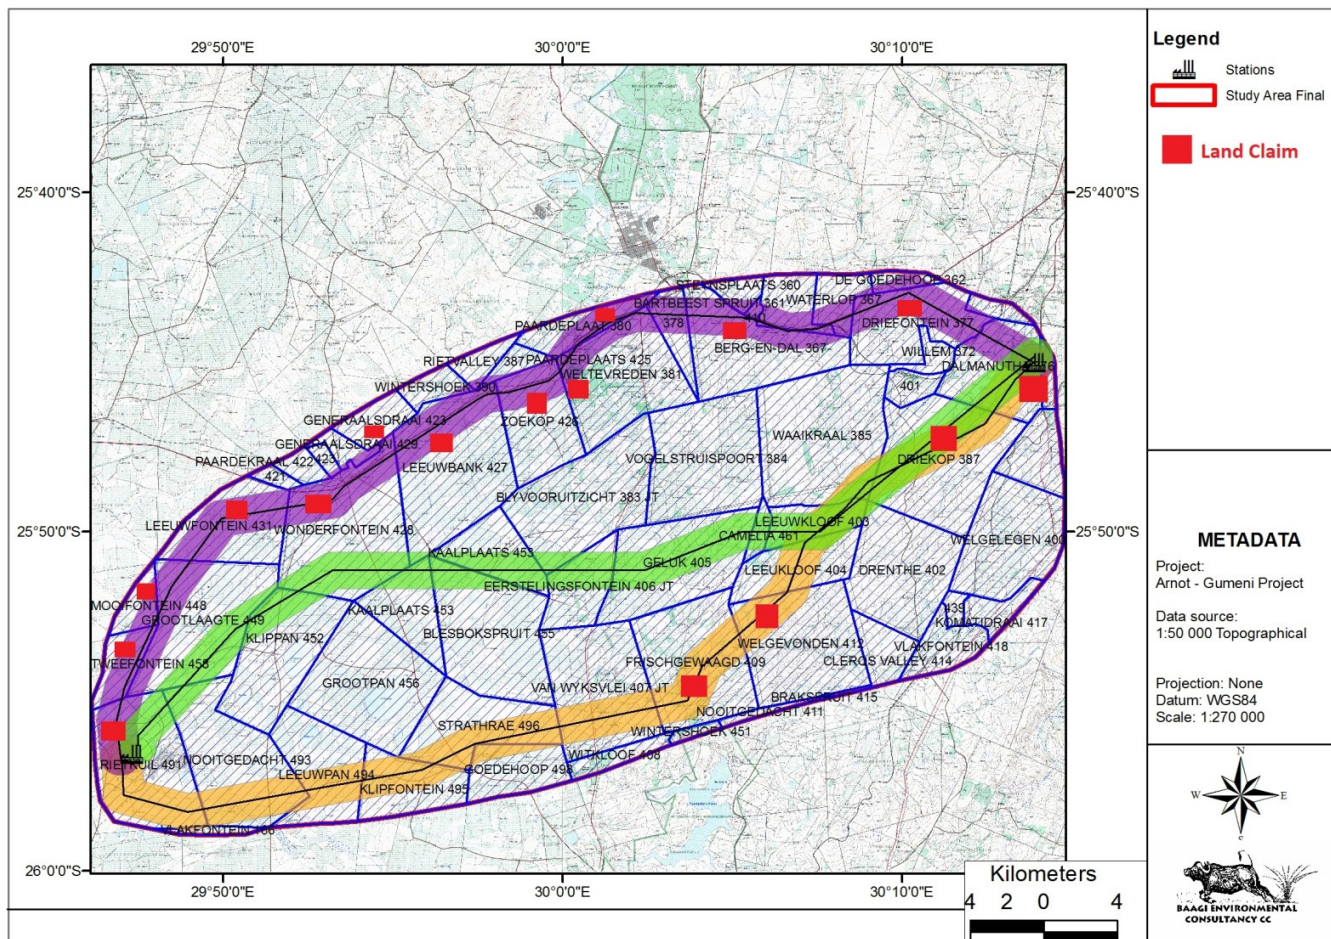 29°50'0"E
30°0'0"E
30°10'0"E
25°40'0"S
25°40'0"S
STEYNSPLAATS 360
DE GOEDEHOOP 362
BARTBEEST SPRUIT 361
WATERLOP 367
PAARDEPLAAT 380
378
410
DRIEFONTEIN 377
BERG-EN-DAL 367
WILLEM 372
RIETVALLEY 387
PAARDEPLAATS 425
WELTEVREDEN 381
DALMANUTHA 376
WINTERSHOEK 390
401
GENERAALSDRAAI 423
ZOEKOP 426
GENERAALSDRAAI 429
WAAIKRAAL 385
PAARDEKRAAL 422
423
LEEUWBANK 427
VOGELSTRUISPOORT 384
DRIEKOP 387
421
BLYVOORUITZICHT 383 JT
LEEUWFONTEIN 431
WONDERFONTEIN 428
LEEUWKLOOF 403
25°50'0"S
25°50'0"S
CAMELIA 461
WELGELEGEN 400
KAALPLAATS 453
GELUK 405
LEEUKLOOF 404
DRENTHE 402
EERSTELINGSFONTEIN 406 JT
MOOIFONTEIN 448
KAALPLAATS 453
439
GROOTLAAGTE 449
KOMATIDRAAI 417
KLIPPAN 452
BLESBOKSPRUIT 455
WELGEVONDEN 412
VLAKFONTEIN 418
TWEEFONTEIN 458
FRISCHGEWAAGD 409
CLEROS VALLEY 414
GROOTPAN 456
VAN WYKSVLEI 407 JT
BRAKSPRUIT 415
NOOITGEDACHT 411
STRATHRAE 496
WINTERSHOEK 451
WITKLOOF 408
RIETKUIL 491
NOOITGEDACHT 493
LEEUWPAN 494
GOEDEHOOP 498
KLIPFONTEIN 495
26°0'0"S
29°50'0"E
30°0'0"E
30°10'0"E
Kilometers
4 2 0 4
Legend
Stations
Study Area Final
Land Claim
METADATA
Project:
Arnot - Gumeni Project
Data source:
1:50 000 Topographical
Projection: None
Datum: WGS84
Scale: 1:270 000
N
W
E
BAAGI ENVIRONMENTAL
CONSULTANCY CC